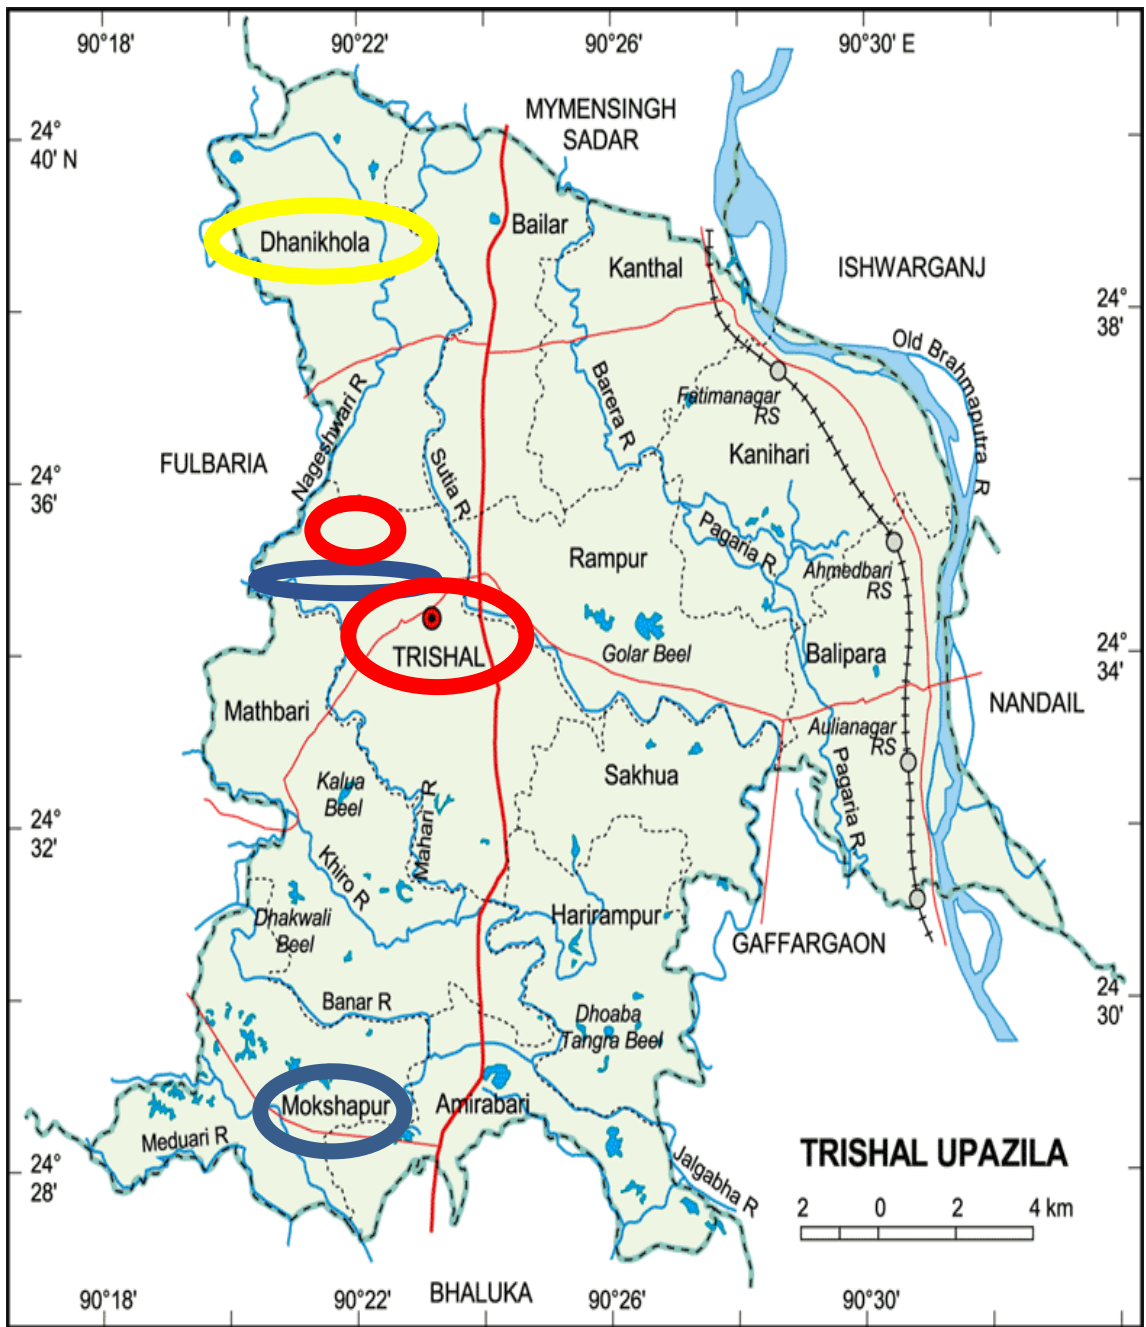 90°18'
90°22'
90°26'
90°30' E
MYMENSINGH
SADAR
24°
40' N
Dhanikhola
Bailar
Kanthal
ISHWARGANJ
24°
38'
Old Brahmaputra R
Nageshwari R
Barera R
Fatimanagar
RS
Kanihari
FULBARIA
Sutia R
24°
36'
Pagaria R.
Rampur
Ahmedbari
RS
TRISHAL
Golar Beel
Balipara
24°
34'
Mathbari
NANDAIL
Aulianagar
RS
Kalua
Beel
Sakhua
Pagaria R.
Mahari R
24°
32'
Khiro R
Dhakwali
Beel
Harirampur
GAFFARGAON
Banar R
Dhoaba
Tangra Beel
24°
30'
Mokshapur
Amirabari
Meduari R
TRISHAL UPAZILA
Jalgabha R
24°
28'
2 0 2 4 km
BHALUKA
90°18'
90°22'
90°26'
90°30'